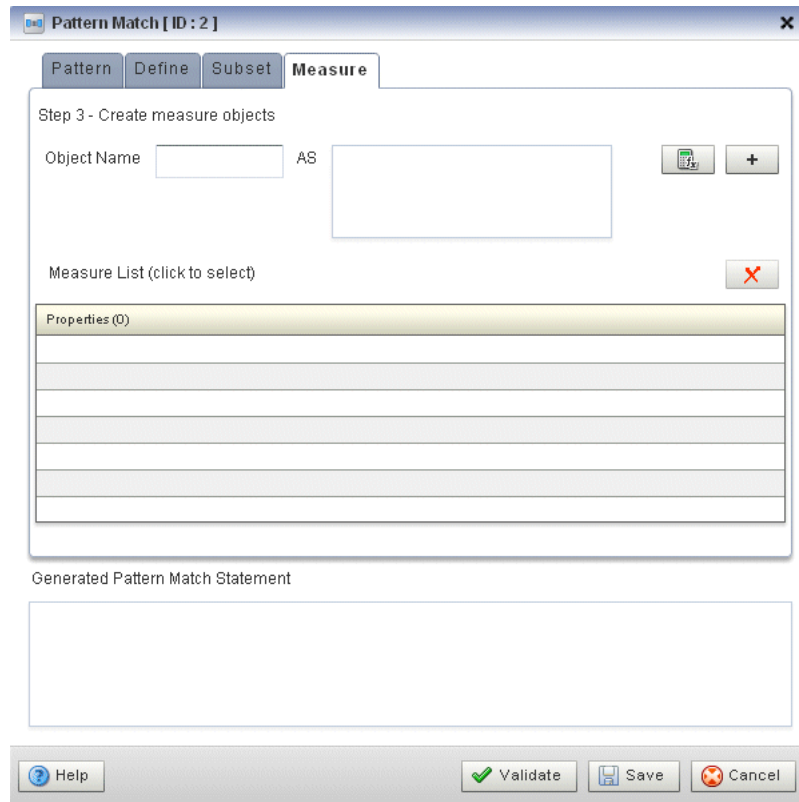 Pattern Match [ ID : 2 ]
Pattern Define Subset Measure
Step 3 - Create measure objects
Object Name AS fx +
Measure List (click to select)
Properties (0)
Generated Pattern Match Statement
? Help Validate Save Cancel